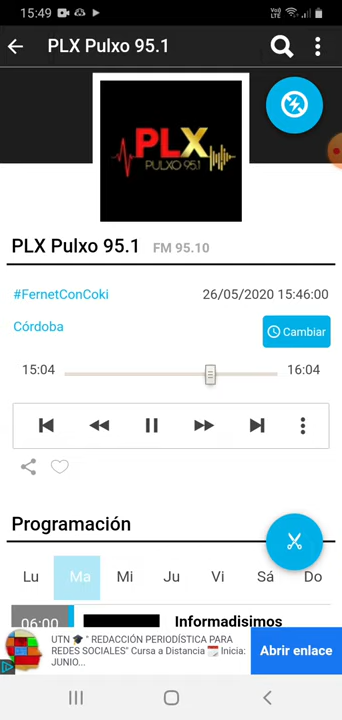 15:49
Vo)) LTE
PLX Pulxo 95.1
PLX
PULXO 95.1
PLX Pulxo 95.1 FM 95.10
#FernetConCoki 26/05/2020 15:46:00
Córdoba Cambiar
15:04 16:04
Programación
Lu Ma Mi Ju Vi Sá Do
06:00 Informadisimos
UTN 🎓" REDACCIÓN PERIODÍSTICA PARA
REDES SOCIALES" Cursa a Distancia 📅 Inicia:
JUNIO...
Abrir enlace